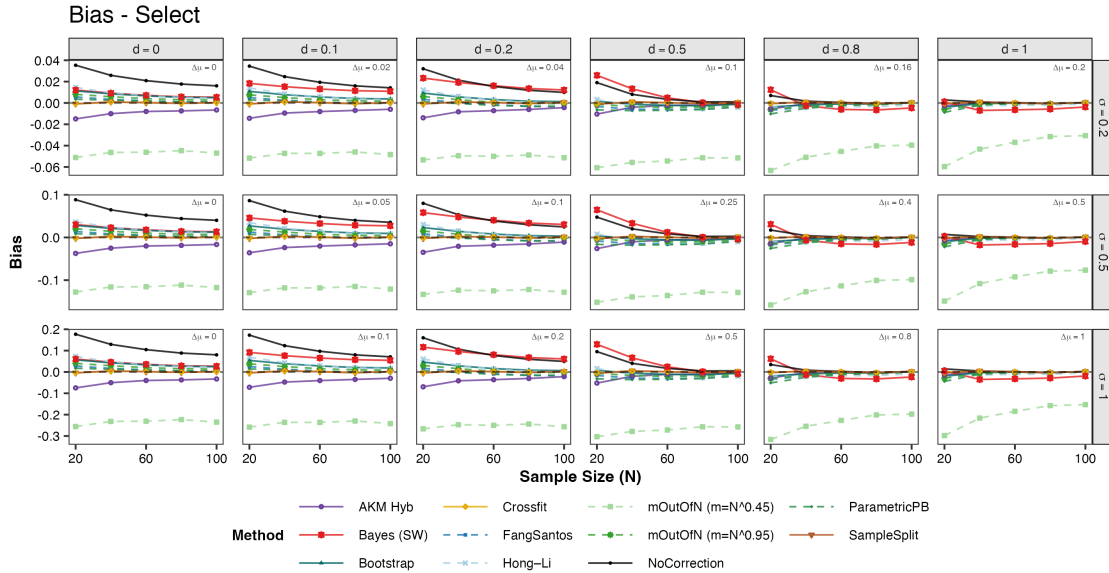 Bias - Select
d = 0 d = 0.1 d = 0.2 d = 0.5 d = 0.8 d = 1
Δμ = 0 Δμ = 0.02 Δμ = 0.04 Δμ = 0.1 Δμ = 0.16 Δμ = 0.2
0.04
0.02
0.00
-0.02
-0.04
-0.06
σ = 0.2
Δμ = 0 Δμ = 0.05 Δμ = 0.1 Δμ = 0.25 Δμ = 0.4 Δμ = 0.5
0.1
0.0
-0.1
σ = 0.5
Bias
Δμ = 0 Δμ = 0.1 Δμ = 0.2 Δμ = 0.5 Δμ = 0.8 Δμ = 1
0.2
0.1
0.0
-0.1
-0.2
-0.3
σ = 1
20 60 100 20 60 100 20 60 100 20 60 100 20 60 100 20 60 100
Sample Size (N)
Method
AKM Hyb Crossfit mOutOfN (m=N^0.45) ParametricPB
Bayes (SW) FangSantos mOutOfN (m=N^0.95) SampleSplit
Bootstrap Hong–Li NoCorrection